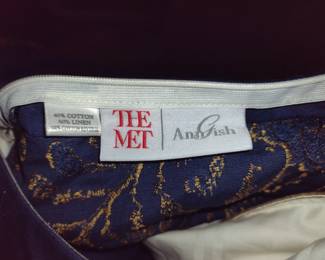 40% COTTON
60% LINEN
THE
MET
AnnGish